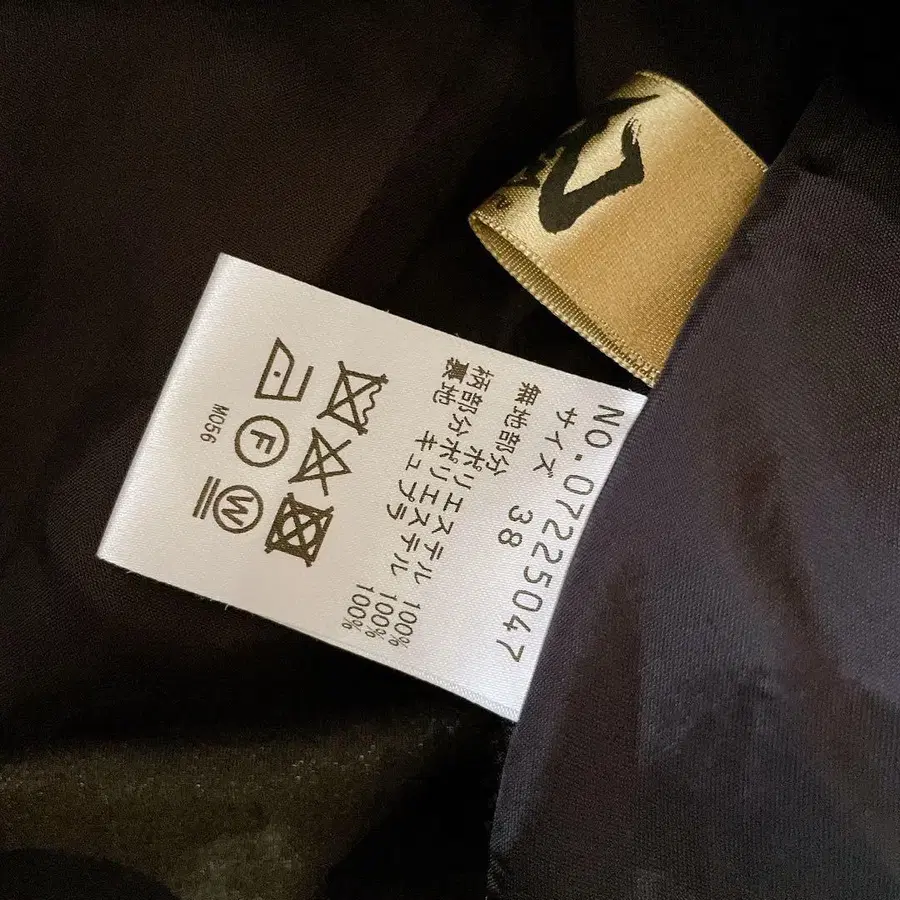 NO.07225047
サイズ 38
無地部分
ポリエステル 100%
柄部分ポリエステル 100%
裏地 キュプラ 100%
F
W
M056